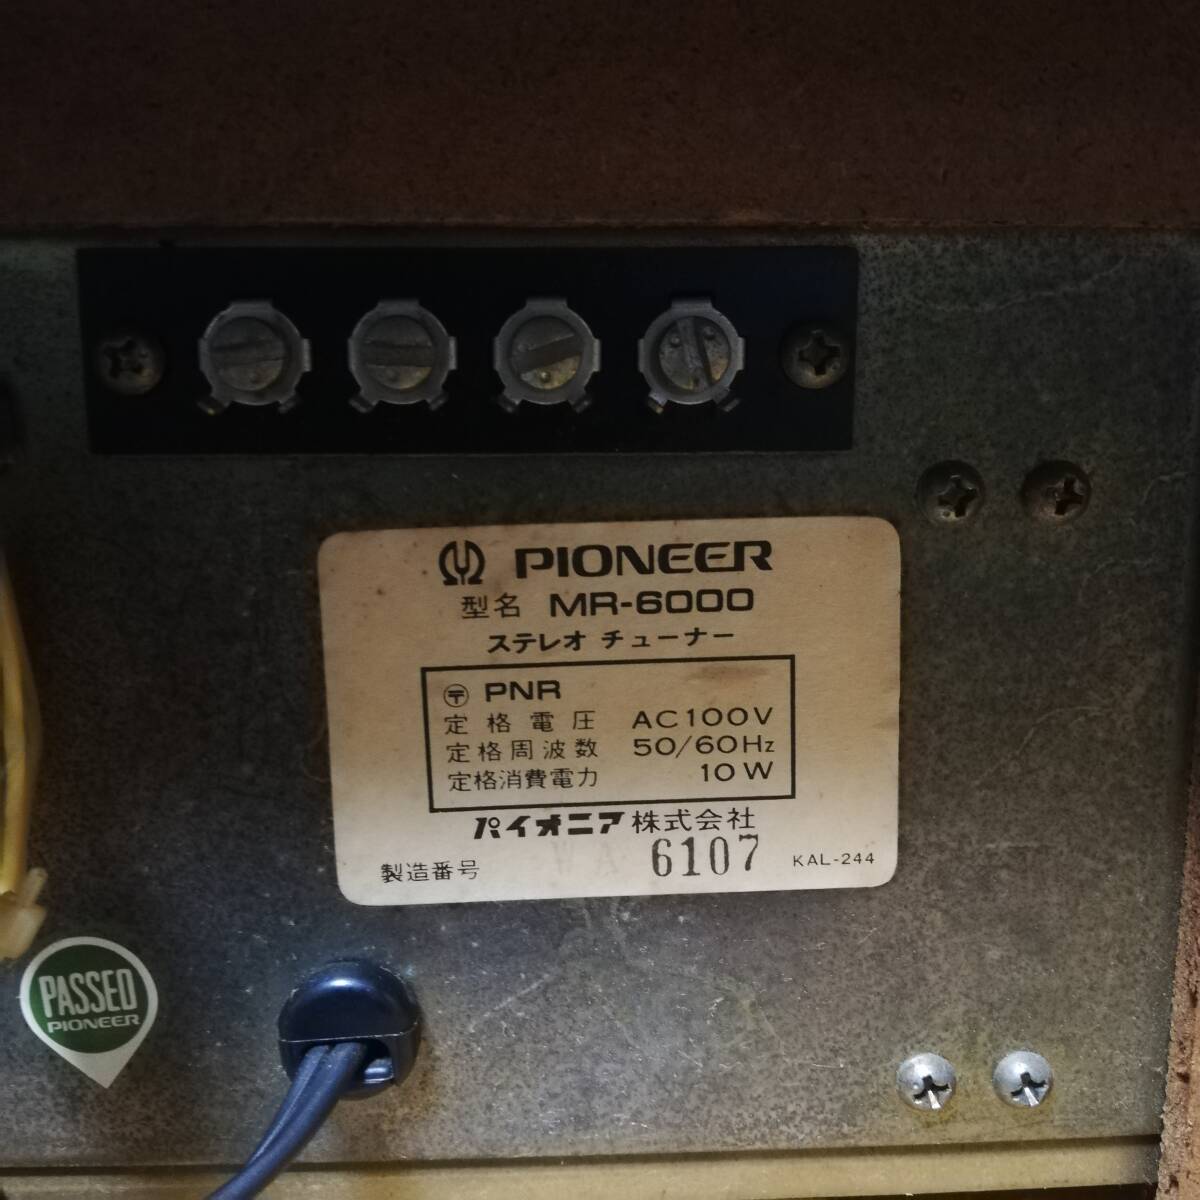 PIONEER
型名 MR-6000
ステレオ チューナー
〒 PNR
定格電圧 AC100V
定格周波数 50/60Hz
定格消費電力 10W
パイオニア株式会社
製造番号 6107 KAL-244
PASSED
PIONEER